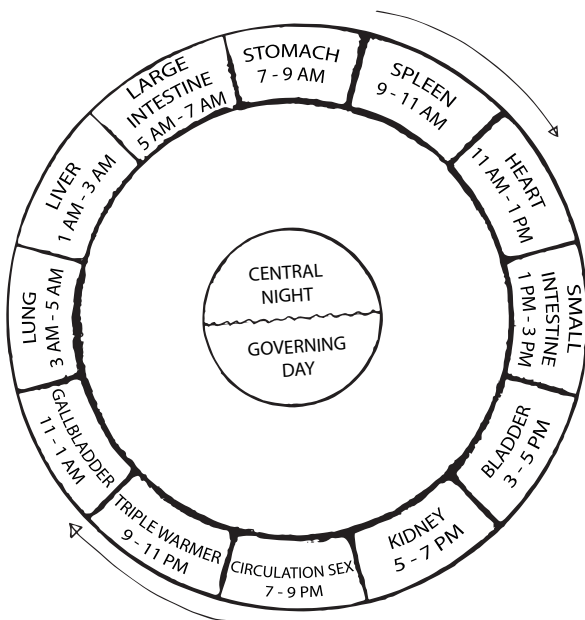 STOMACH
7 - 9 AM
SPLEEN
9 - 11 AM
HEART
11 AM - 1 PM
SMALL
INTESTINE
1 PM - 3 PM
BLADDER
3 - 5 PM
KIDNEY
5 - 7 PM
CIRCULATION SEX
7 - 9 PM
TRIPLE WARMER
9 - 11 PM
GALLBLADDER
11 - 1 AM
LUNG
3 AM - 5 AM
LIVER
1 AM - 3 AM
LARGE
INTESTINE
5 AM - 7 AM
CENTRAL
NIGHT
GOVERNING
DAY